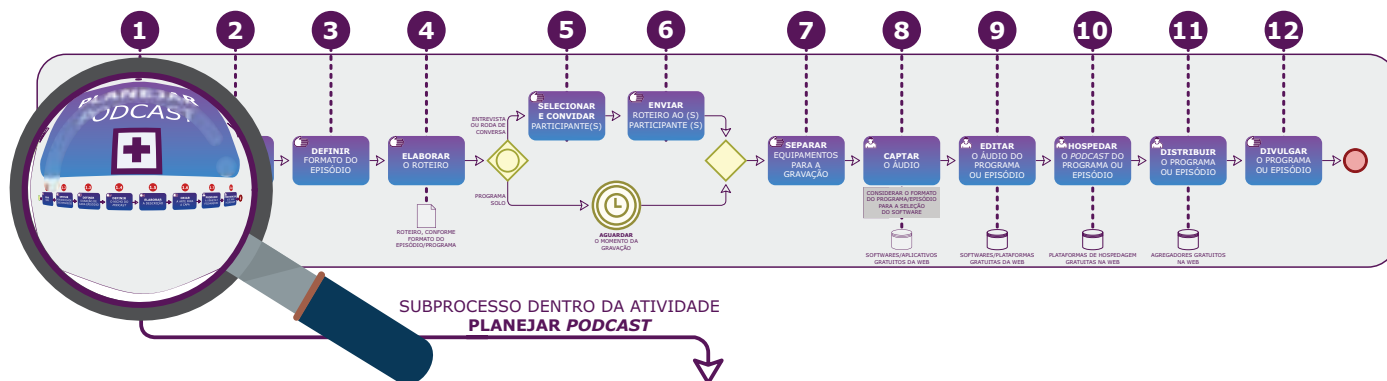 1
2
3
4
5
6
7
8
9
10
11
12
PLANEJAR
PODCAST
DEFINIR
FORMATO DO
EPISÓDIO
ELABORAR
O ROTEIRO
ROTEIRO, CONFORME
FORMATO DO
EPISÓDIO/PROGRAMA
ENTREVISTA
OU RODA DE
CONVERSA
PROGRAMA
SOLO
SELECIONAR
E CONVIDAR
PARTICIPANTE(S)
ENVIAR
ROTEIRO AO (S)
PARTICIPANTE (S)
AGUARDAR
O MOMENTO DA
GRAVAÇÃO
SEPARAR
EQUIPAMENTOS
PARA A
GRAVAÇÃO
CAPTAR
O ÁUDIO
CONSIDERAR O FORMATO
DO PROGRAMA/EPISÓDIO
PARA A SELEÇÃO
DO SOFTWARE
SOFTWARES/APLICATIVOS
GRATUITOS DA WEB
EDITAR
O ÁUDIO DO
PROGRAMA
OU EPISÓDIO
SOFTWARES/PLATAFORMAS
GRATUITAS DA WEB
HOSPEDAR
O PODCAST DO
PROGRAMA OU
EPISÓDIO
PLATAFORMAS DE HOSPEDAGEM
GRATUITAS NA WEB
DISTRIBUIR
O PROGRAMA
OU EPISÓDIO
AGREGADORES GRATUITOS
NA WEB
DIVULGAR
O PROGRAMA
OU EPISÓDIO
SUBPROCESSO DENTRO DA ATIVIDADE
PLANEJAR PODCAST